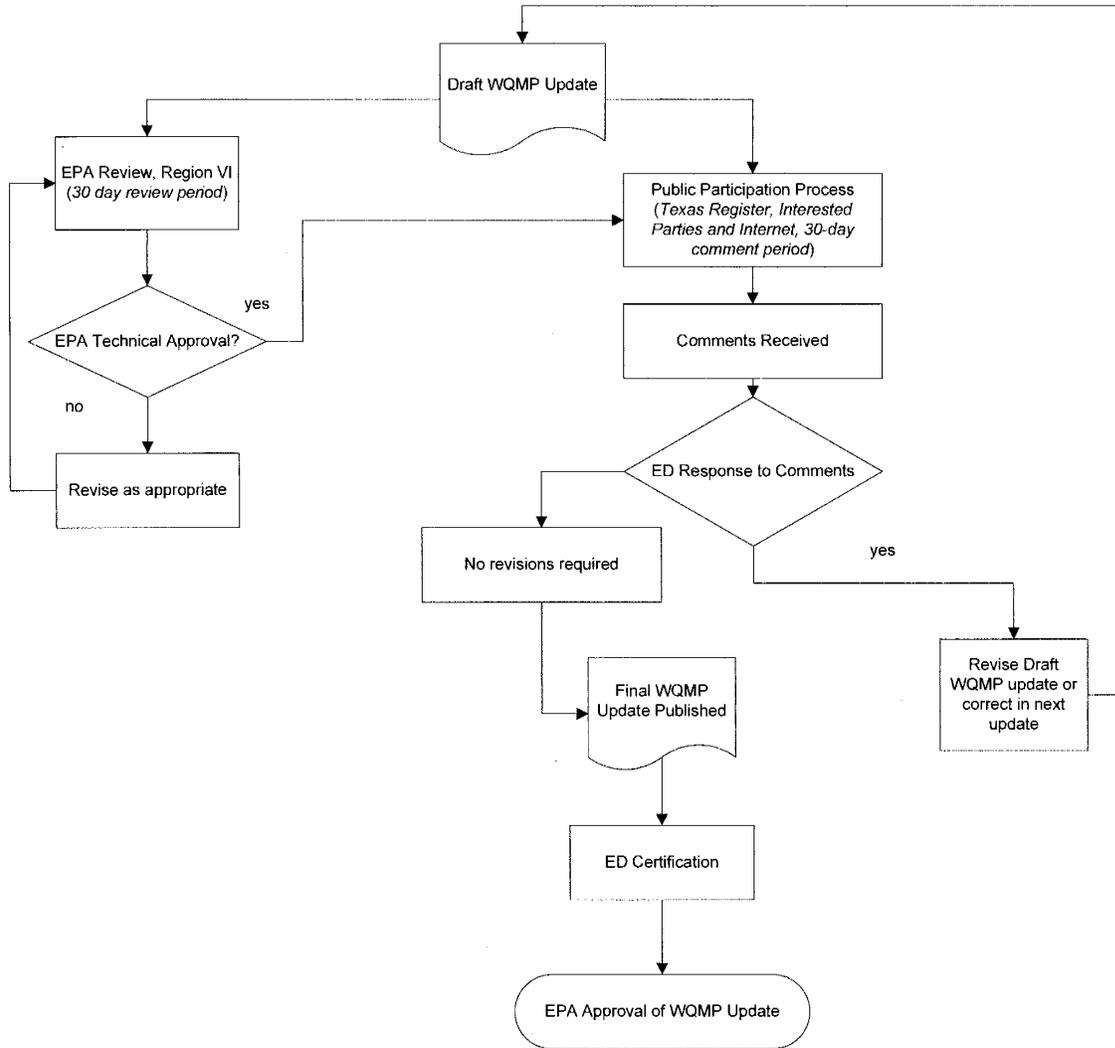 Draft WQMP Update
EPA Review, Region VI
(30 day review period)
Public Participation Process
(Texas Register, Interested
Parties and Internet, 30-day
comment period)
yes
EPA Technical Approval?
Comments Received
no
Revise as appropriate
ED Response to Comments
No revisions required
yes
Revise Draft
WQMP update or
correct in next
update
Final WQMP
Update Published
ED Certification
EPA Approval of WQMP Update